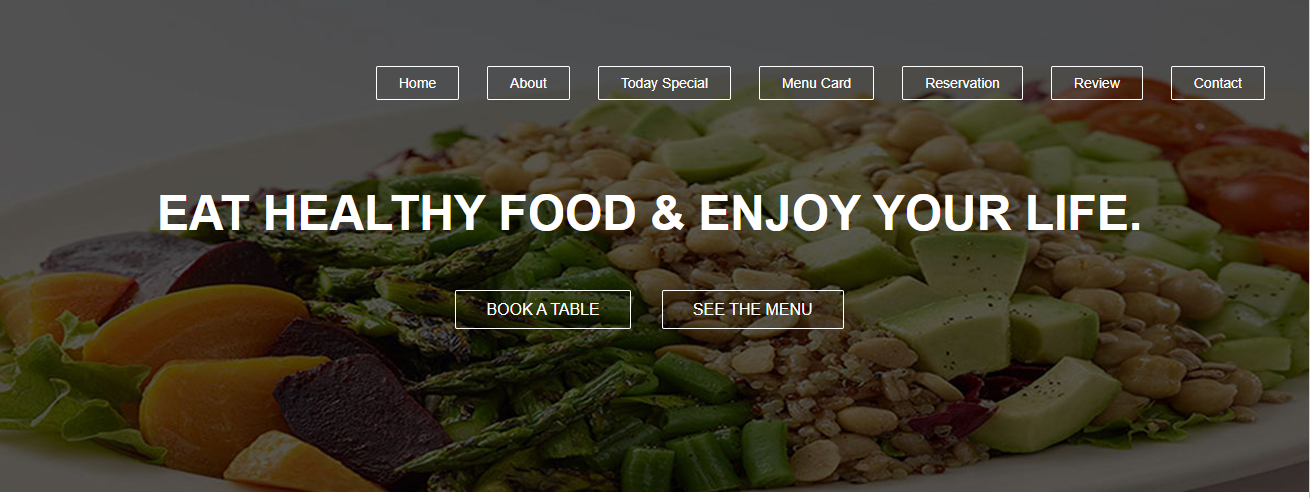 Home About Today Special Menu Card Reservation Review Contact
EAT HEALTHY FOOD & ENJOY YOUR LIFE.
BOOK A TABLE SEE THE MENU